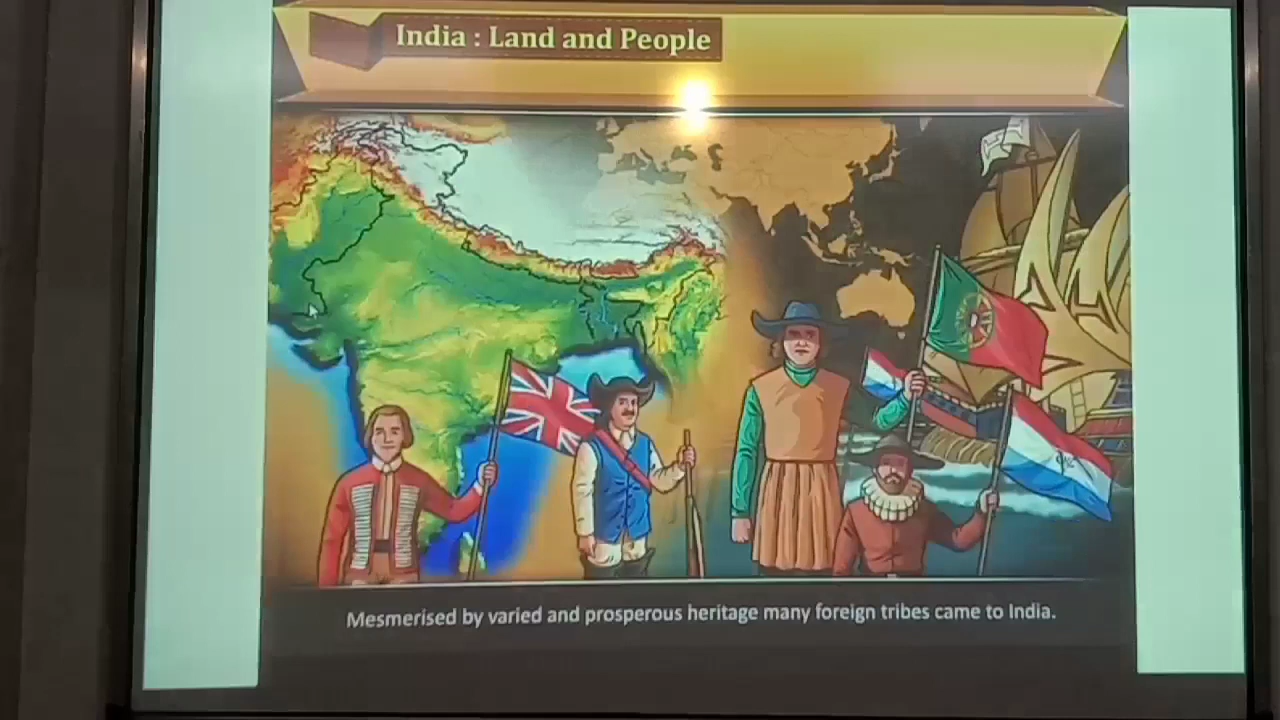 India : Land and People
Mesmerised by varied and prosperous heritage many foreign tribes came to India.